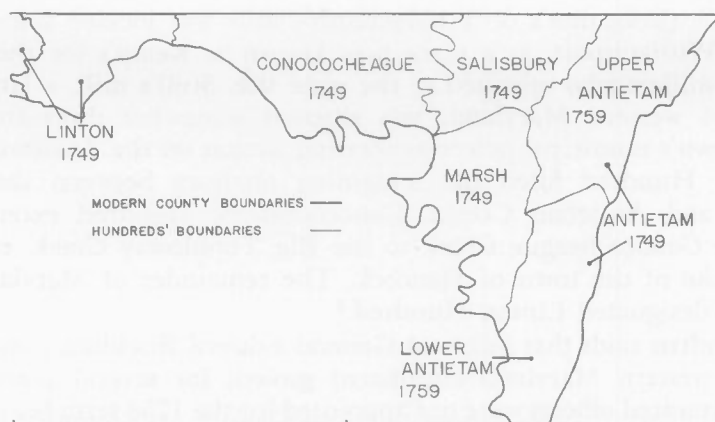 CONOCOCHEAGUE
1749
SALISBURY
1749
UPPER
ANTIETAM
1759
LINTON
1749
MARSH
1749
ANTIETAM
1749
MODERN COUNTY BOUNDARIES
HUNDREDS' BOUNDARIES
LOWER
ANTIETAM
1759